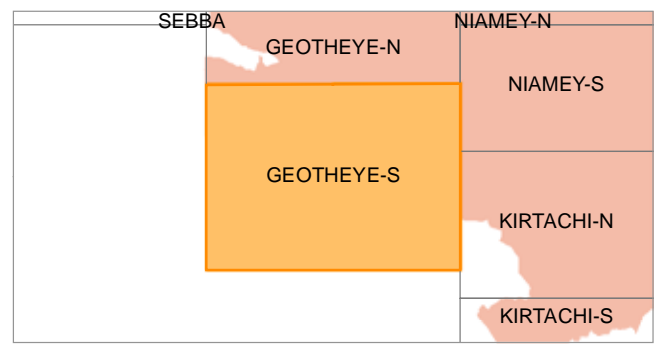 SEBBA
NIAMEY-N
GEOTHEYE-N
NIAMEY-S
GEOTHEYE-S
KIRTACHI-N
KIRTACHI-S